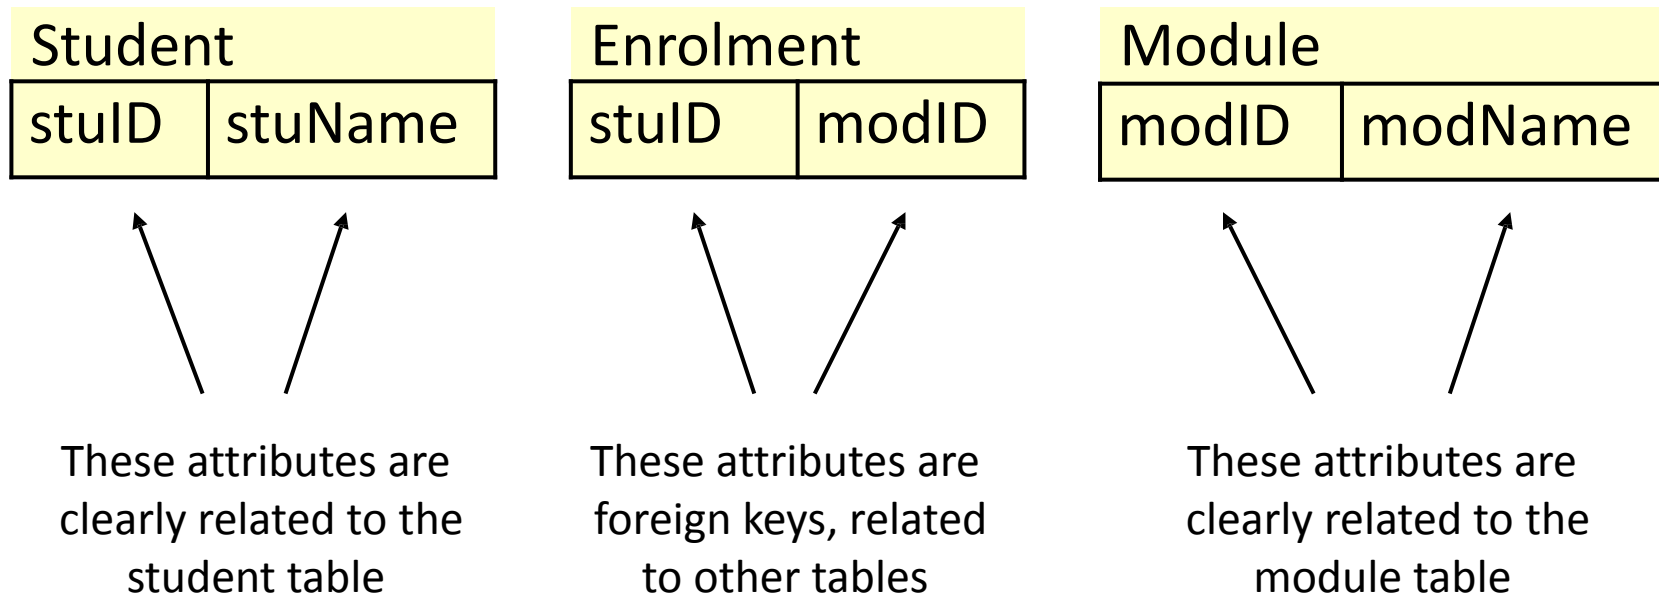 Student
stuID stuName
These attributes are
clearly related to the
student table
Enrolment
stuID modID
These attributes are
foreign keys, related
to other tables
Module
modID modName
These attributes are
clearly related to the
module table